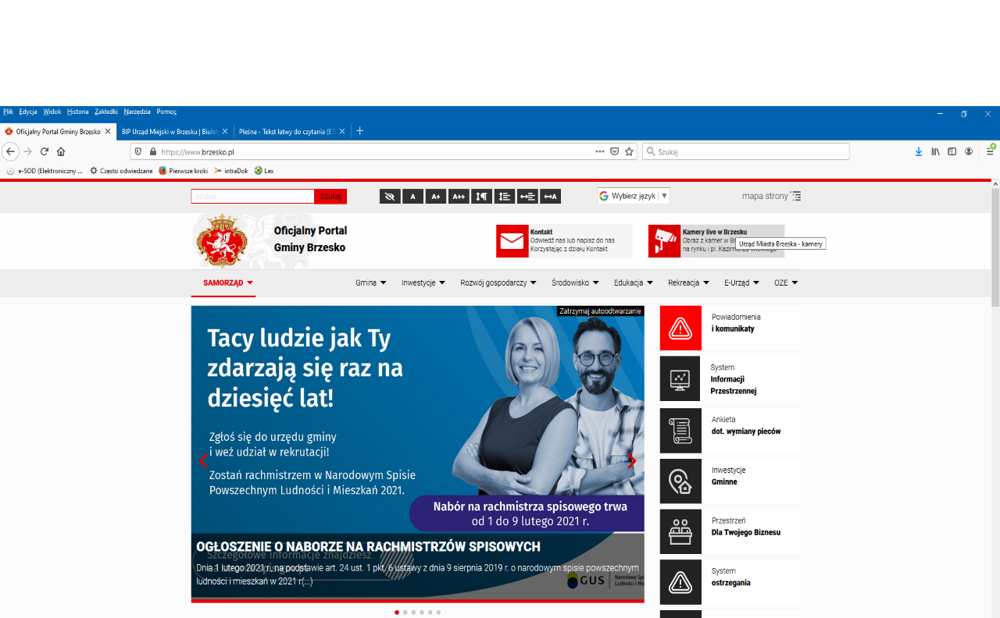 Plik Edycja Widok Historia Zakładki Narzędzia Pomoc
Oficjalny Portal Gminy Brzesko
BIP Urząd Miejski w Brzesku | Biulet
Pleśna - Tekst łatwy do czytania (ET
https://www.brzesko.pl
Szukaj
e-SOD (Elektroniczny ...
Często odwiedzane
Pierwsze kroki
intraDok
Lex
szukaj
Szukaj
A
A+
A++
A
Wybierz język
mapa strony
Oficjalny Portal
Gminy Brzesko
Kontakt
Odwiedź nas lub napisz do nas
Korzystając z działu Kontakt
Kamery live w Brzesku
Obraz z kamer w B
na rynku i pl. Kazimierza Wielkiego
Urząd Miasta Brzeska - kamery
SAMORZĄD
Gmina
Inwestycje
Rozwój gospodarczy
Środowisko
Edukacja
Rekreacja
E-Urząd
OZE
Zatrzymaj autoodtwarzanie
Tacy ludzie jak Ty
zdarzają się raz na
dziesięć lat!
Zgłoś się do urzędu gminy
i weź udział w rekrutacji!
Zostań rachmistrzem w Narodowym Spisie
Powszechnym Ludności i Mieszkań 2021.
Nabór na rachmistrza spisowego trwa
od 1 do 9 lutego 2021 r.
OGŁOSZENIE O NABORZE NA RACHMISTRZÓW SPISOWYCH
Szczegółowe informacje znajdziesz
Dnia 1 lutego 2021 r., na podstawie art. 24 ust. 1 pkt. 6 ustawy z dnia 9 sierpnia 2019 r. o narodowym spisie powszechnym
ludności i mieszkań w 2021 r(...)
GUS
Narodowy Sp
Ludności i Mie
Powiadomienia
i komunikaty
System
Informacji
Przestrzennej
Ankieta
dot. wymiany pieców
Inwestycje
Gminne
Przestrzeń
Dla Twojego Biznesu
System
ostrzegania